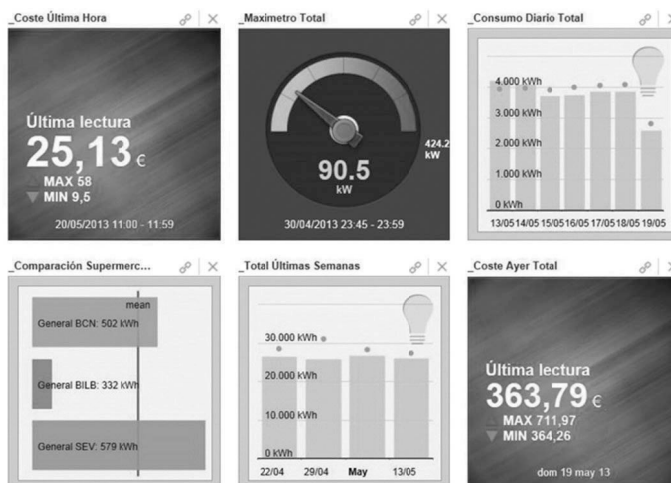 _Coste Última Hora
Última lectura
25,13 €
MAX 58
MIN 9,5
20/05/2013 11:00 - 11:59
_Maximetro Total
424.2
kW
90.5
kW
30/04/2013 23:45 - 23:59
_Consumo Diario Total
4.000 kWh
3.000 kWh
2.000 kWh
1.000 kWh
0 kWh
13/05 14/05 15/05 16/05 17/05 18/05 19/05
_Comparación Supermerc...
mean
General BCN: 502 kWh
General BILB: 332 kWh
General SEV: 579 kWh
_Total Últimas Semanas
30.000 kWh
20.000 kWh
10.000 kWh
0 kWh
22/04 29/04 May 13/05
_Coste Ayer Total
Última lectura
363,79 €
MAX 711,97
MIN 364,26
dom 19 may 13